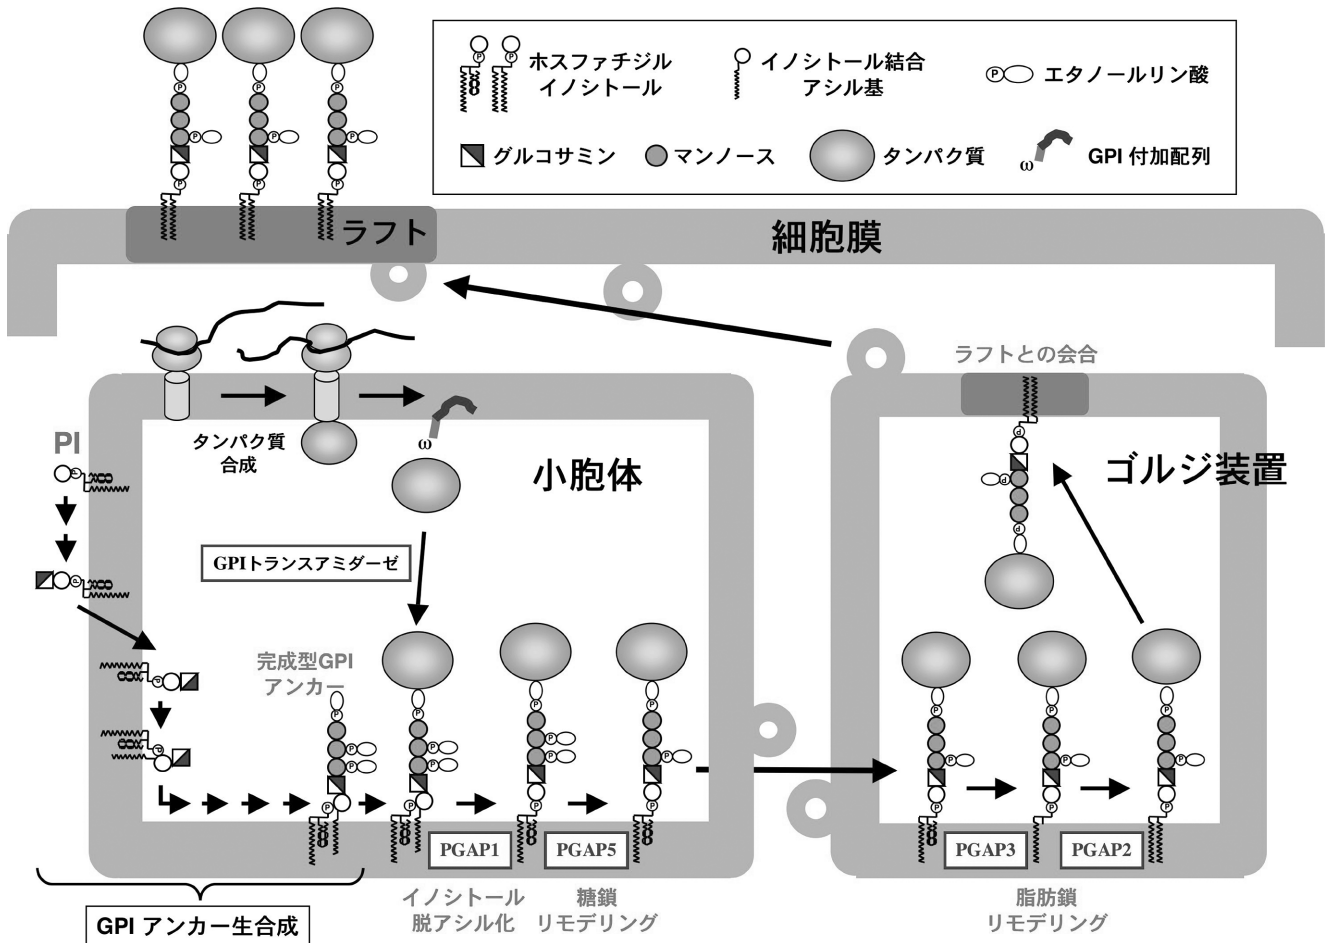 ホスファチジル
イノシトール
イノシトール結合
アシル基
エタノールリン酸
グルコサミン
マンノース
タンパク質
ω
GPI 付加配列
ラフト
細胞膜
ラフトとの会合
PI
タンパク質
合成
ω
小胞体
ゴルジ装置
GPIトランスアミダーゼ
完成型GPI
アンカー
PGAP1
PGAP5
PGAP3
PGAP2
イノシトール
脱アシル化
糖鎖
リモデリング
脂肪鎖
リモデリング
GPI アンカー生合成